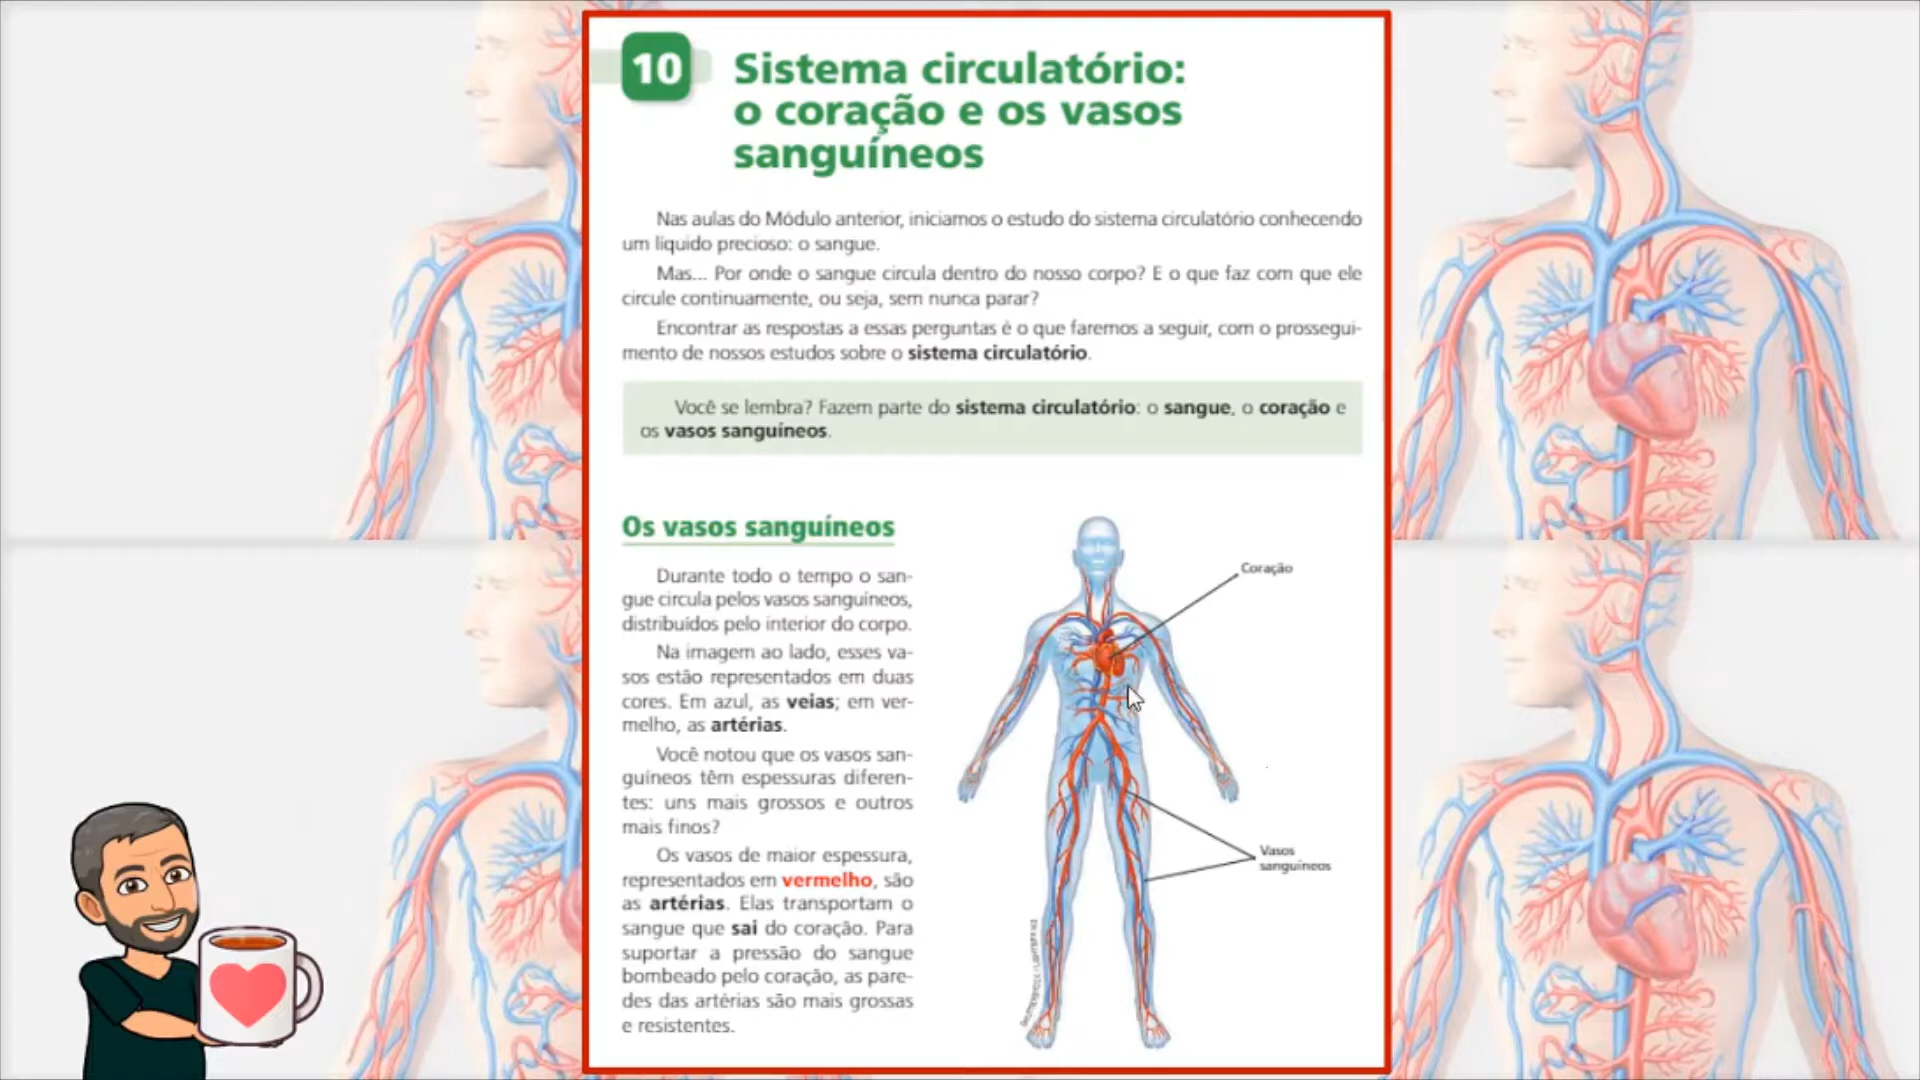 10
Sistema circulatório:
o coração e os vasos
sanguíneos
Nas aulas do Módulo anterior, iniciamos o estudo do sistema circulatório conhecendo
um líquido precioso: o sangue.
Mas... Por onde o sangue circula dentro do nosso corpo? E o que faz com que ele
circule continuamente, ou seja, sem nunca parar?
Encontrar as respostas a essas perguntas é o que faremos a seguir, com o prossegui-
mento de nossos estudos sobre o sistema circulatório.
Você se lembra? Fazem parte do sistema circulatório: o sangue, o coração e
os vasos sanguíneos.
Os vasos sanguíneos
Durante todo o tempo o san-
gue circula pelos vasos sanguíneos,
distribuídos pelo interior do corpo.
Na imagem ao lado, esses va-
sos estão representados em duas
cores. Em azul, as veias; em ver-
melho, as artérias.
Você notou que os vasos san-
guíneos têm espessuras diferen-
tes: uns mais grossos e outros
mais finos?
Os vasos de maior espessura,
representados em vermelho, são
as artérias. Elas transportam o
sangue que sai do coração. Para
suportar a pressão do sangue
bombeado pelo coração, as pare-
des das artérias são mais grossas
e resistentes.
Coração
Vasos
sanguíneos